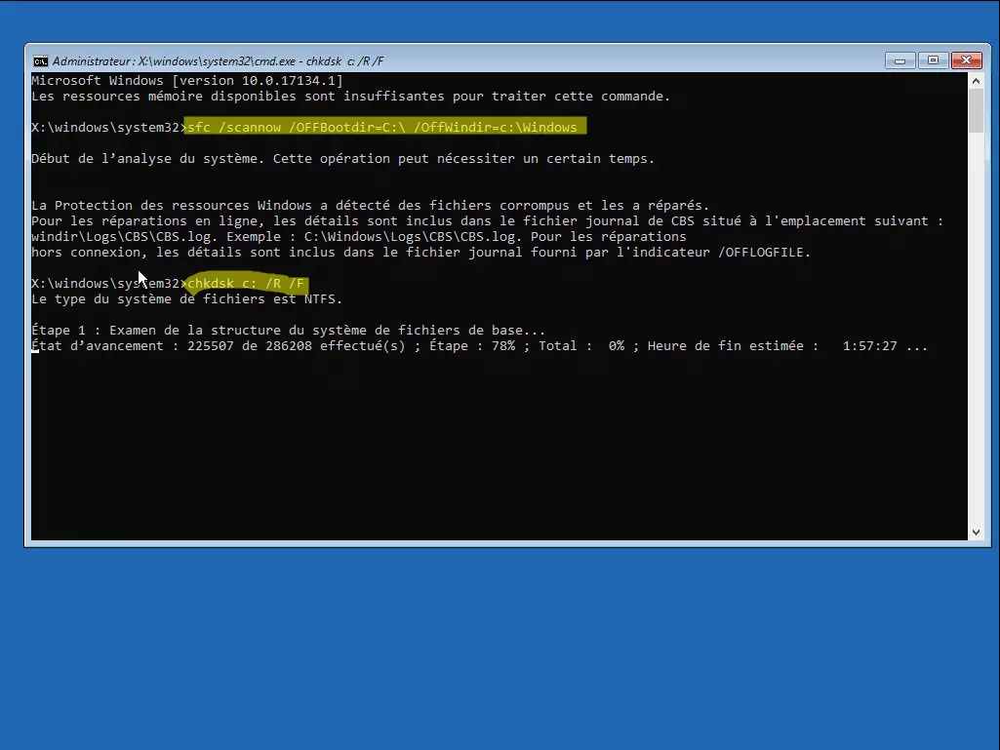 Administrateur : X:\windows\system32\cmd.exe - chkdsk c: /R /F
Microsoft Windows [version 10.0.17134.1]
Les ressources mémoire disponibles sont insuffisantes pour traiter cette commande.
X:\windows\system32>sfc /scannow /OFFBootdir=C:\ /OffWindir=c:\Windows
Début de l’analyse du système. Cette opération peut nécessiter un certain temps.
La Protection des ressources Windows a détecté des fichiers corrompus et les a réparés.
Pour les réparations en ligne, les détails sont inclus dans le fichier journal de CBS situé à l'emplacement suivant :
windir\Logs\CBS\CBS.log. Exemple : C:\Windows\Logs\CBS\CBS.log. Pour les réparations
hors connexion, les détails sont inclus dans le fichier journal fourni par l'indicateur /OFFLOGFILE.
X:\windows\system32>chkdsk c: /R /F
Le type du système de fichiers est NTFS.
Étape 1 : Examen de la structure du système de fichiers de base...
État d’avancement : 225507 de 286208 effectué(s) ; Étape : 78% ; Total : 0% ; Heure de fin estimée : 1:57:27 ...